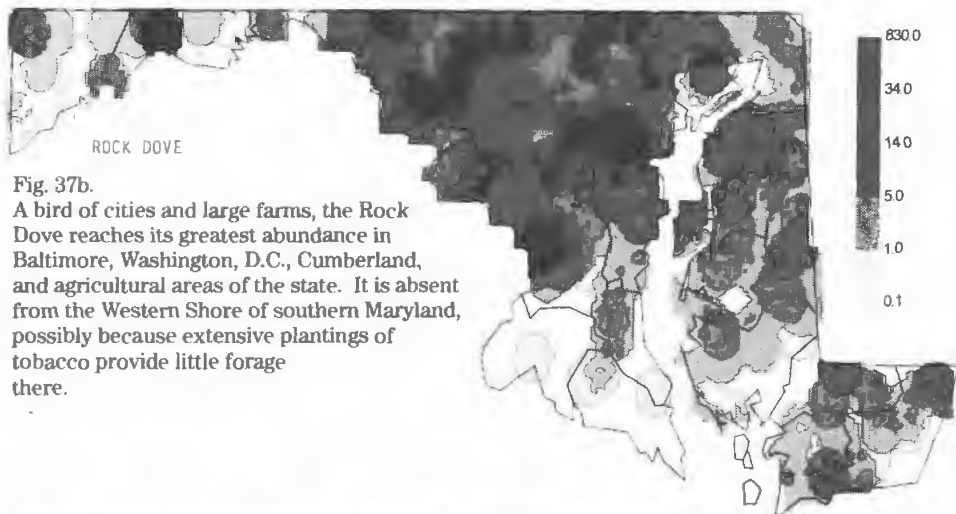 830.0
34.0
14.0
5.0
1.0
0.1
ROCK DOVE
Fig. 37b.
A bird of cities and large farms, the Rock
Dove reaches its greatest abundance in
Baltimore, Washington, D.C., Cumberland,
and agricultural areas of the state. It is absent
from the Western Shore of southern Maryland,
possibly because extensive plantings of
tobacco provide little forage
there.